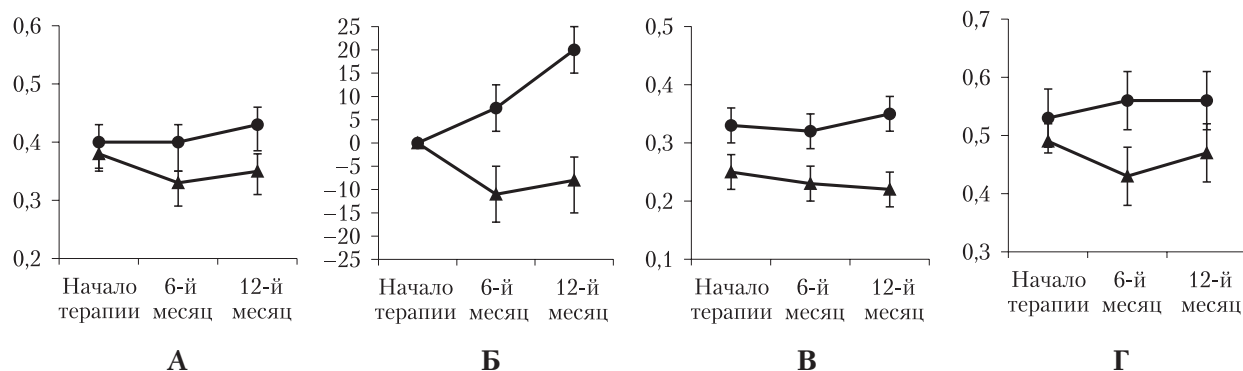 0,6
0,5
0,4
0,3
0,2
Начало терапии
6-й месяц
12-й месяц
А
25
20
15
10
5
0
–5
–10
–15
–20
–25
Начало терапии
6-й месяц
12-й месяц
Б
0,5
0,4
0,3
0,2
0,1
Начало терапии
6-й месяц
12-й месяц
В
0,7
0,6
0,5
0,4
0,3
Начало терапии
6-й месяц
12-й месяц
Г